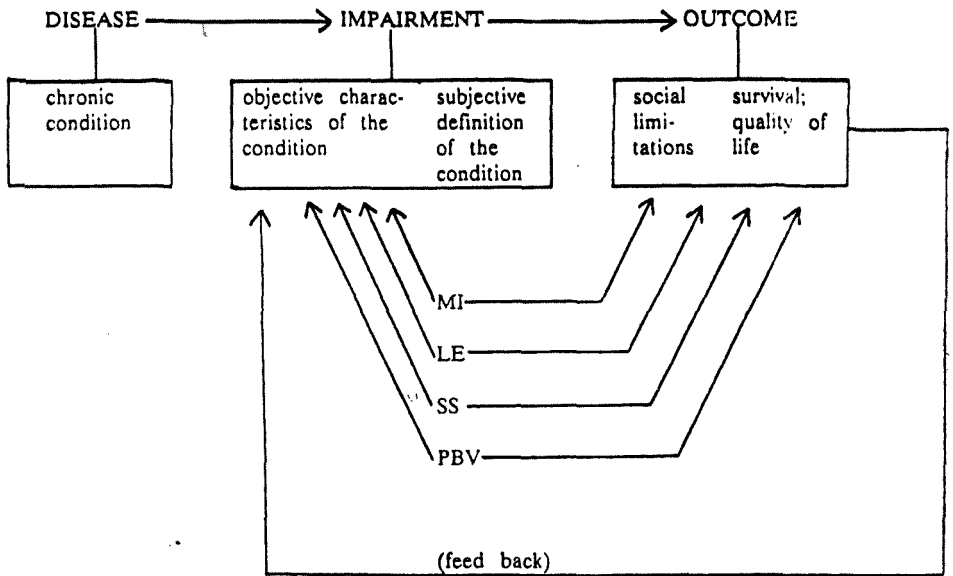 DISEASE IMPAIRMENT OUTCOME
chronic
condition
objective charac-
teristics of the
condition
subjective
definition
of the
condition
social
limi-
tations
survival;
quality of
life
MI
LE
SS
PBV
(feed back)